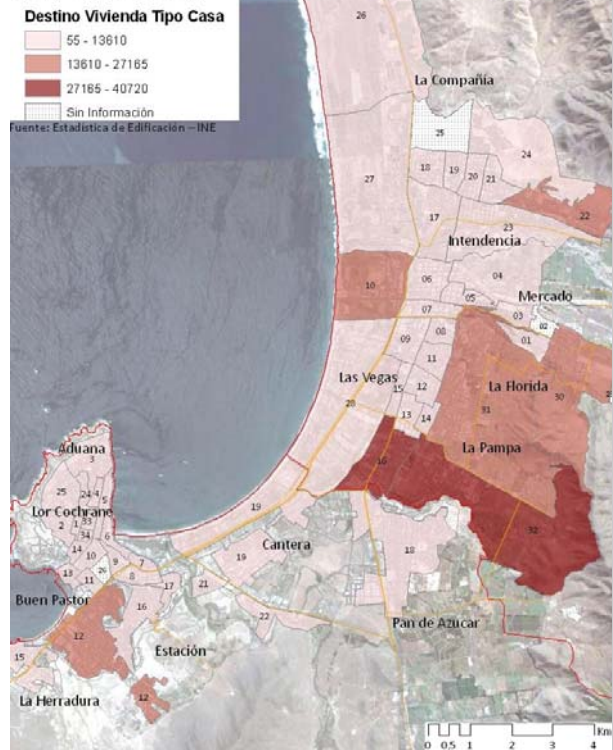 Destino Vivienda Tipo Casa
55 - 13610
13610 - 27165
27165 - 40720
Sin Información
Fuente: Estadística de Edificación – INE
26
La Compañía
25
24
18 19 20 21
27
22
17
23
Intendencia
10
06
04
05
Mercado
07
03
02
09
08
01
11
Las Vegas
15
12
La Florida
28
31
30
13
14
La Pampa
16
32
Aduana
3
25
24 4
5
Lor Cochrane
2
1
33
34
6
14
10
9
7
13
11
26
8
17
19
19
Cantera
18
21
22
Buen Pastor
16
12
Pan de Azucar
Estación
15
12
La Herradura
Km
0 0.5 1 2 3 4